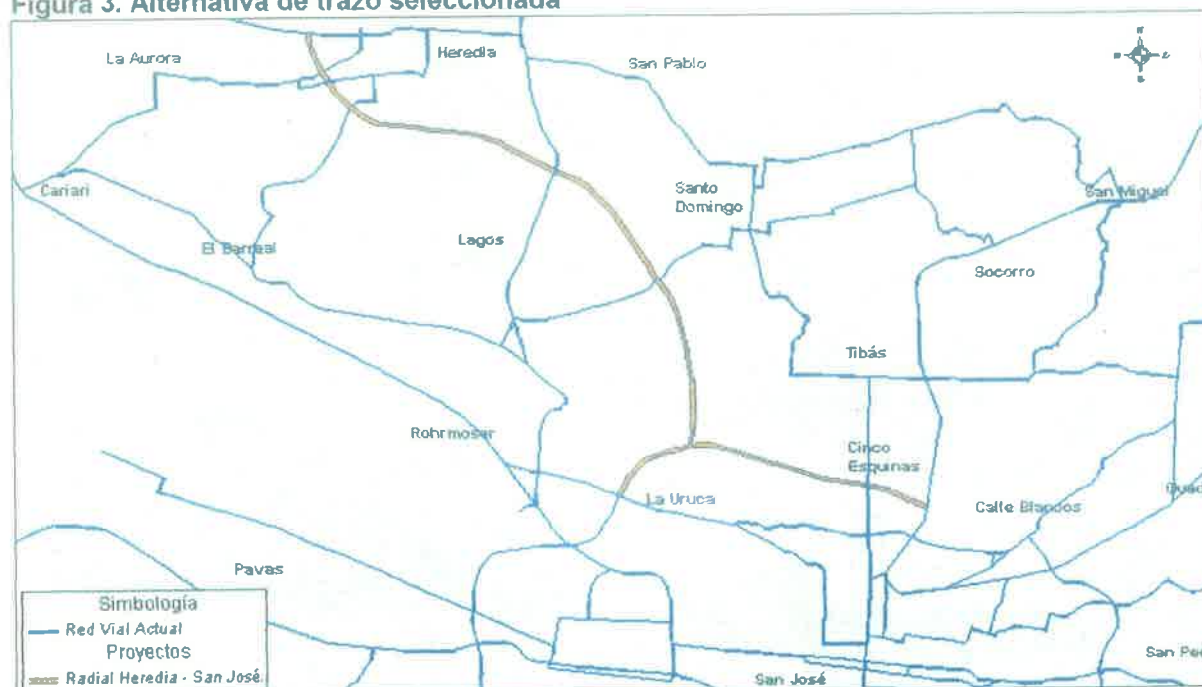 Figura 3. Alternativa de trazo seleccionada
La Aurora
Heredia
San Pablo
Cariari
Santo
Domingo
San Miguel
El Barreal
Lagos
Socorro
Tibás
Rohrmoser
Cinco
Esquinas
La Uruca
Calle Blancos
Pavas
San José
Simbología
Red Vial Actual
Proyectos
Radial Heredia - San José